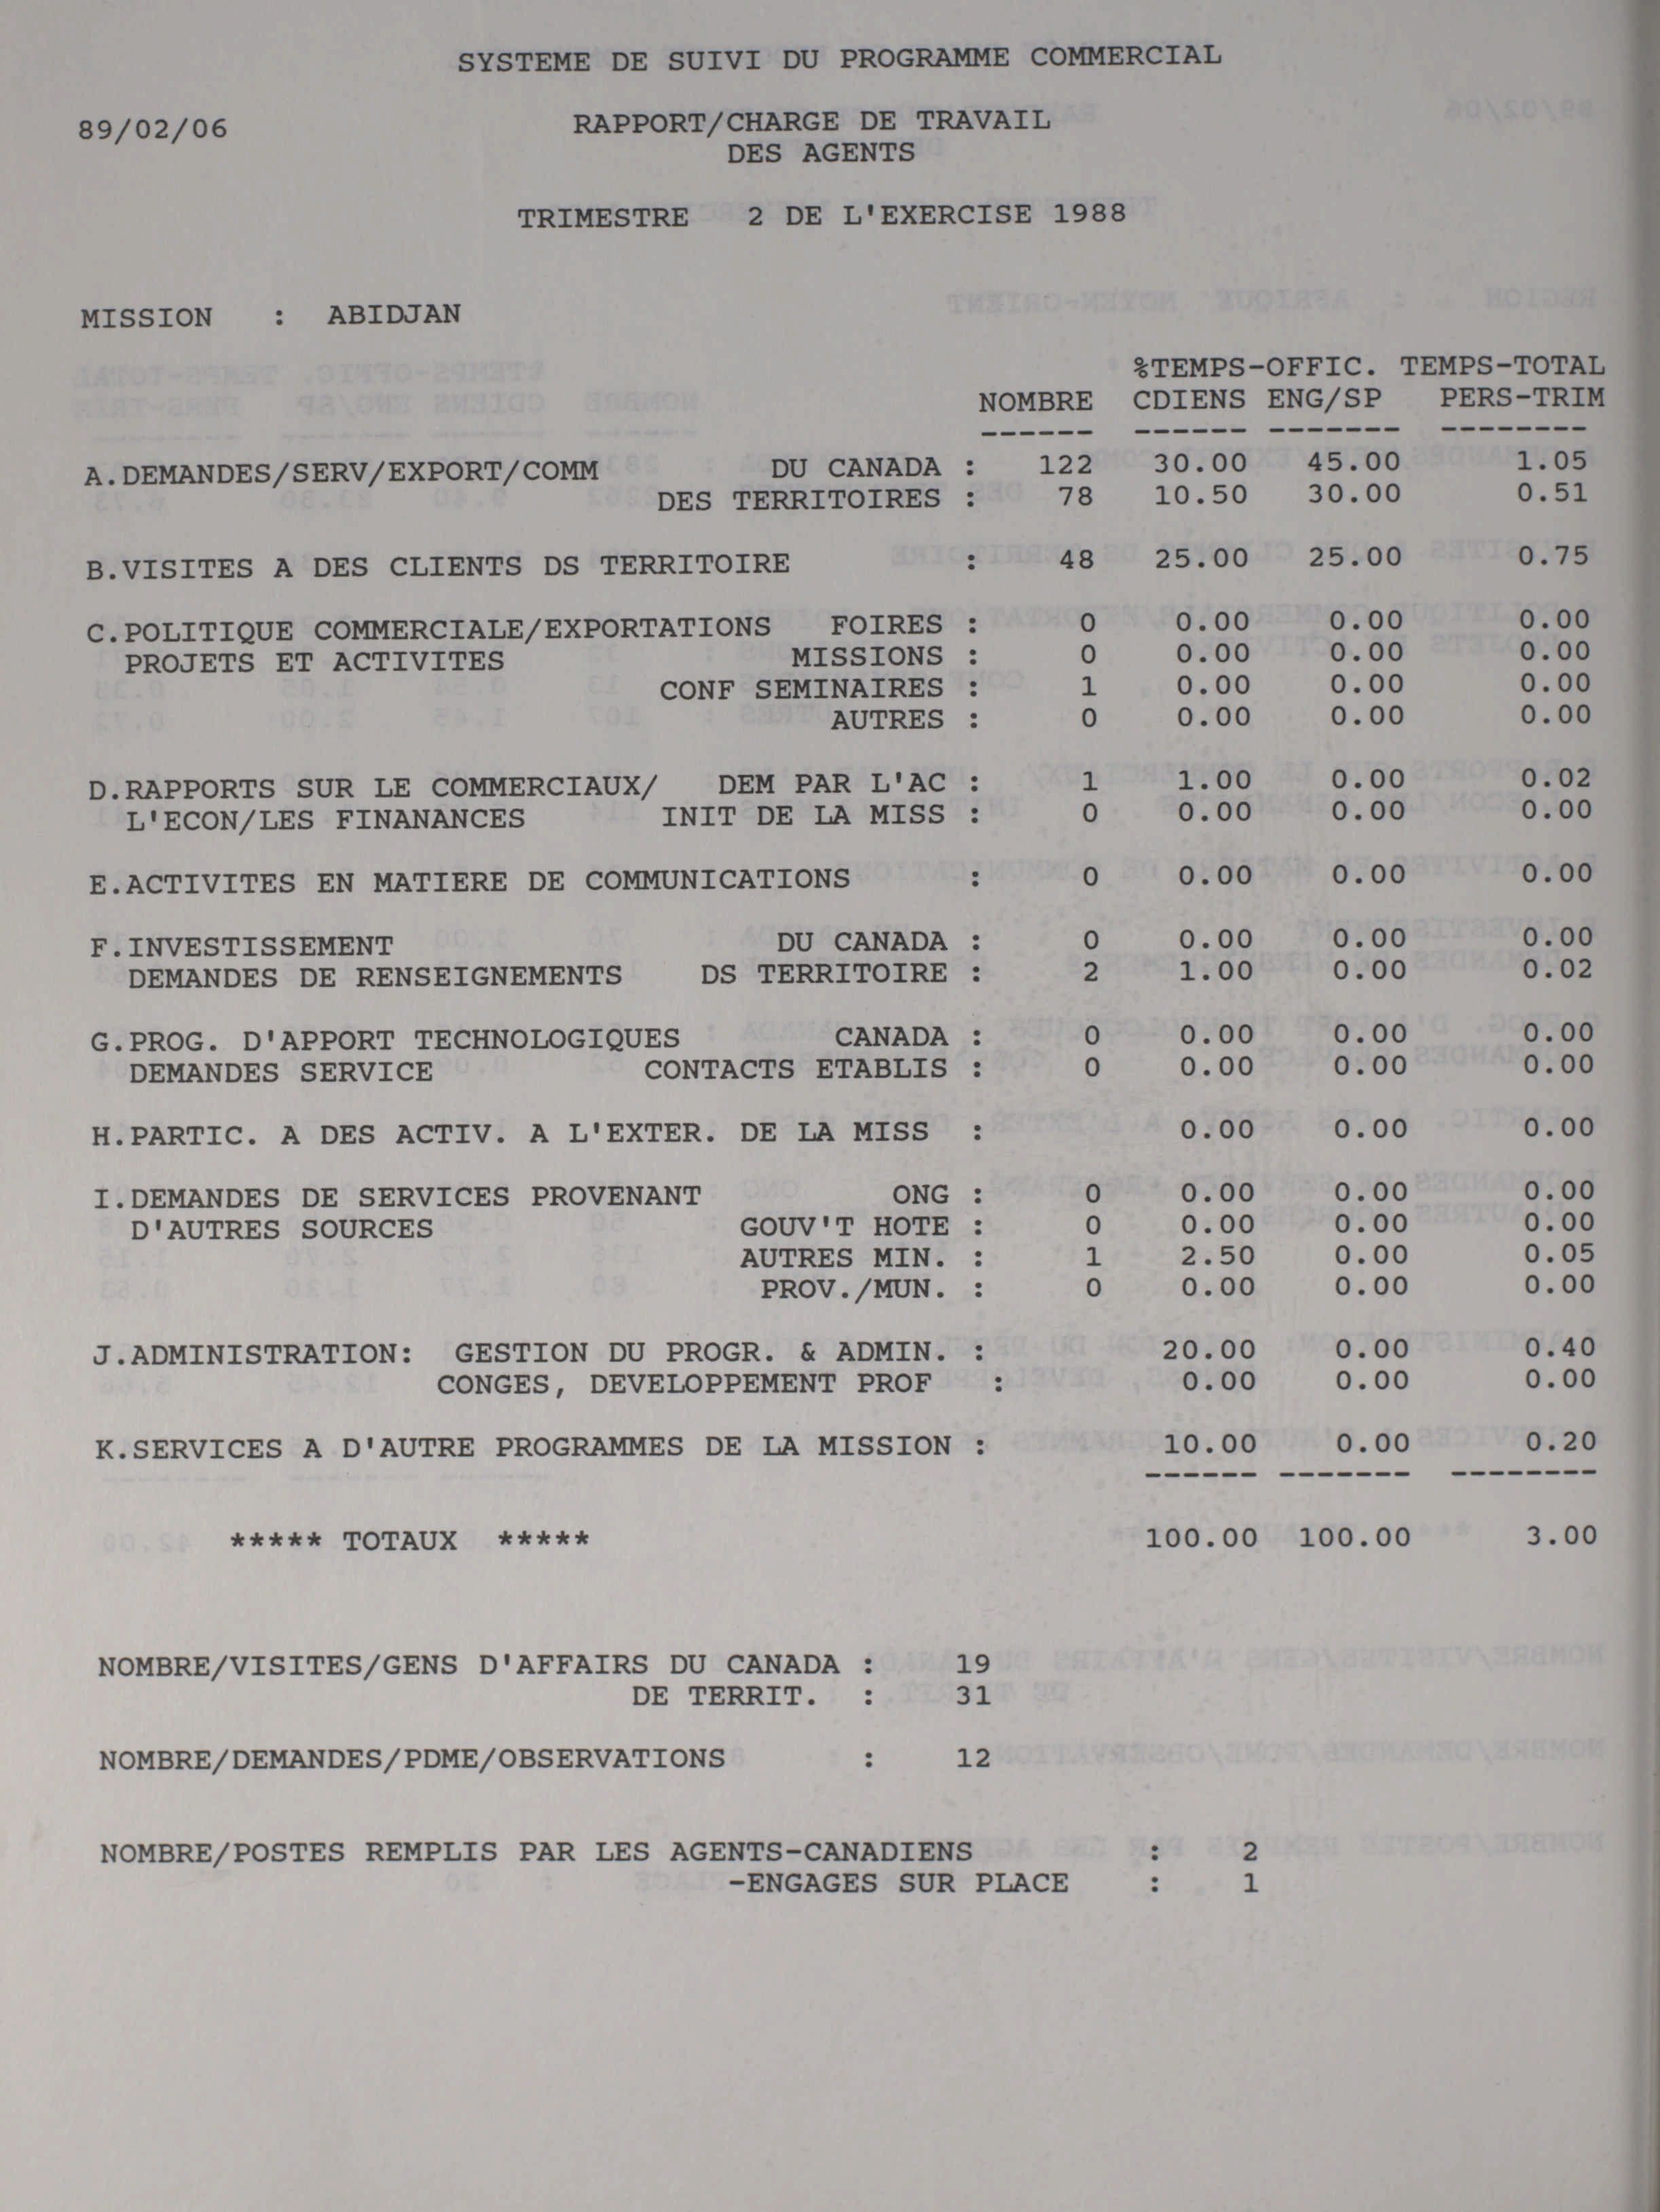 SYSTEME DE SUIVI DU PROGRAMME COMMERCIAL
89/02/06 RAPPORT/CHARGE DE TRAVAIL
DES AGENTS
TRIMESTRE 2 DE L'EXERCISE 1988
MISSION : ABIDJAN
%TEMPS-OFFIC. TEMPS-TOTAL
NOMBRE CDIENS ENG/SP PERS-TRIM
------ ------ ------- --------
A.DEMANDES/SERV/EXPORT/COMM DU CANADA : 122 30.00 45.00 1.05
DES TERRITOIRES : 78 10.50 30.00 0.51
B.VISITES A DES CLIENTS DS TERRITOIRE : 48 25.00 25.00 0.75
C.POLITIQUE COMMERCIALE/EXPORTATIONS FOIRES : 0 0.00 0.00 0.00
PROJETS ET ACTIVITES MISSIONS : 0 0.00 0.00 0.00
CONF SEMINAIRES : 1 0.00 0.00 0.00
AUTRES : 0 0.00 0.00 0.00
D.RAPPORTS SUR LE COMMERCIAUX/ DEM PAR L'AC : 1 1.00 0.00 0.02
L'ECON/LES FINANANCES INIT DE LA MISS : 0 0.00 0.00 0.00
E.ACTIVITES EN MATIERE DE COMMUNICATIONS : 0 0.00 0.00 0.00
F.INVESTISSEMENT DU CANADA : 0 0.00 0.00 0.00
DEMANDES DE RENSEIGNEMENTS DS TERRITOIRE : 2 1.00 0.00 0.02
G.PROG. D'APPORT TECHNOLOGIQUES CANADA : 0 0.00 0.00 0.00
DEMANDES SERVICE CONTACTS ETABLIS : 0 0.00 0.00 0.00
H.PARTIC. A DES ACTIV. A L'EXTER. DE LA MISS : 0.00 0.00 0.00
I.DEMANDES DE SERVICES PROVENANT ONG : 0 0.00 0.00 0.00
D'AUTRES SOURCES GOUV'T HOTE : 0 0.00 0.00 0.00
AUTRES MIN. : 1 2.50 0.00 0.05
PROV./MUN. : 0 0.00 0.00 0.00
J.ADMINISTRATION: GESTION DU PROGR. & ADMIN. : 20.00 0.00 0.40
CONGES, DEVELOPPEMENT PROF : 0.00 0.00 0.00
K.SERVICES A D'AUTRE PROGRAMMES DE LA MISSION : 10.00 0.00 0.20
------ ------- --------
***** TOTAUX ***** 100.00 100.00 3.00
NOMBRE/VISITES/GENS D'AFFAIRS DU CANADA : 19
DE TERRIT. : 31
NOMBRE/DEMANDES/PDME/OBSERVATIONS : 12
NOMBRE/POSTES REMPLIS PAR LES AGENTS-CANADIENS : 2
-ENGAGES SUR PLACE : 1